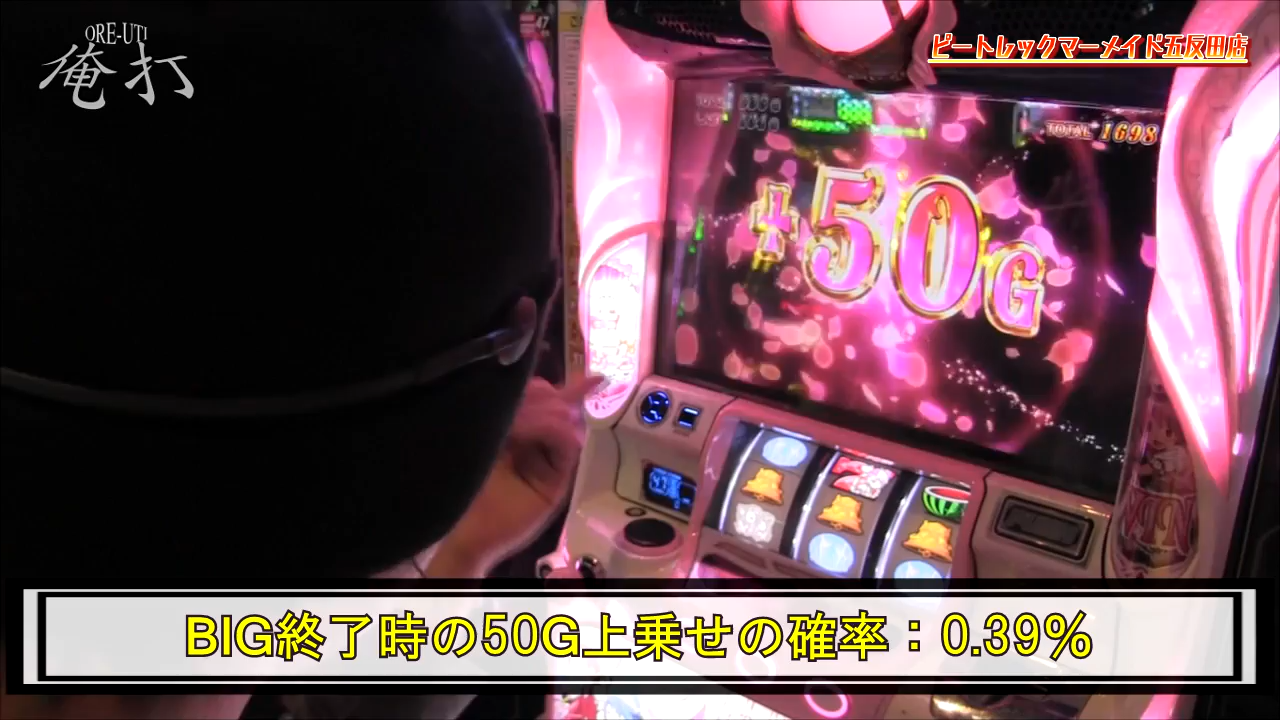 ORE-UTI
俺打
ビートレックマーメイド五反田店
TOTAL 1698
+50G
BIG終了時の50G上乗せの確率：0.39％